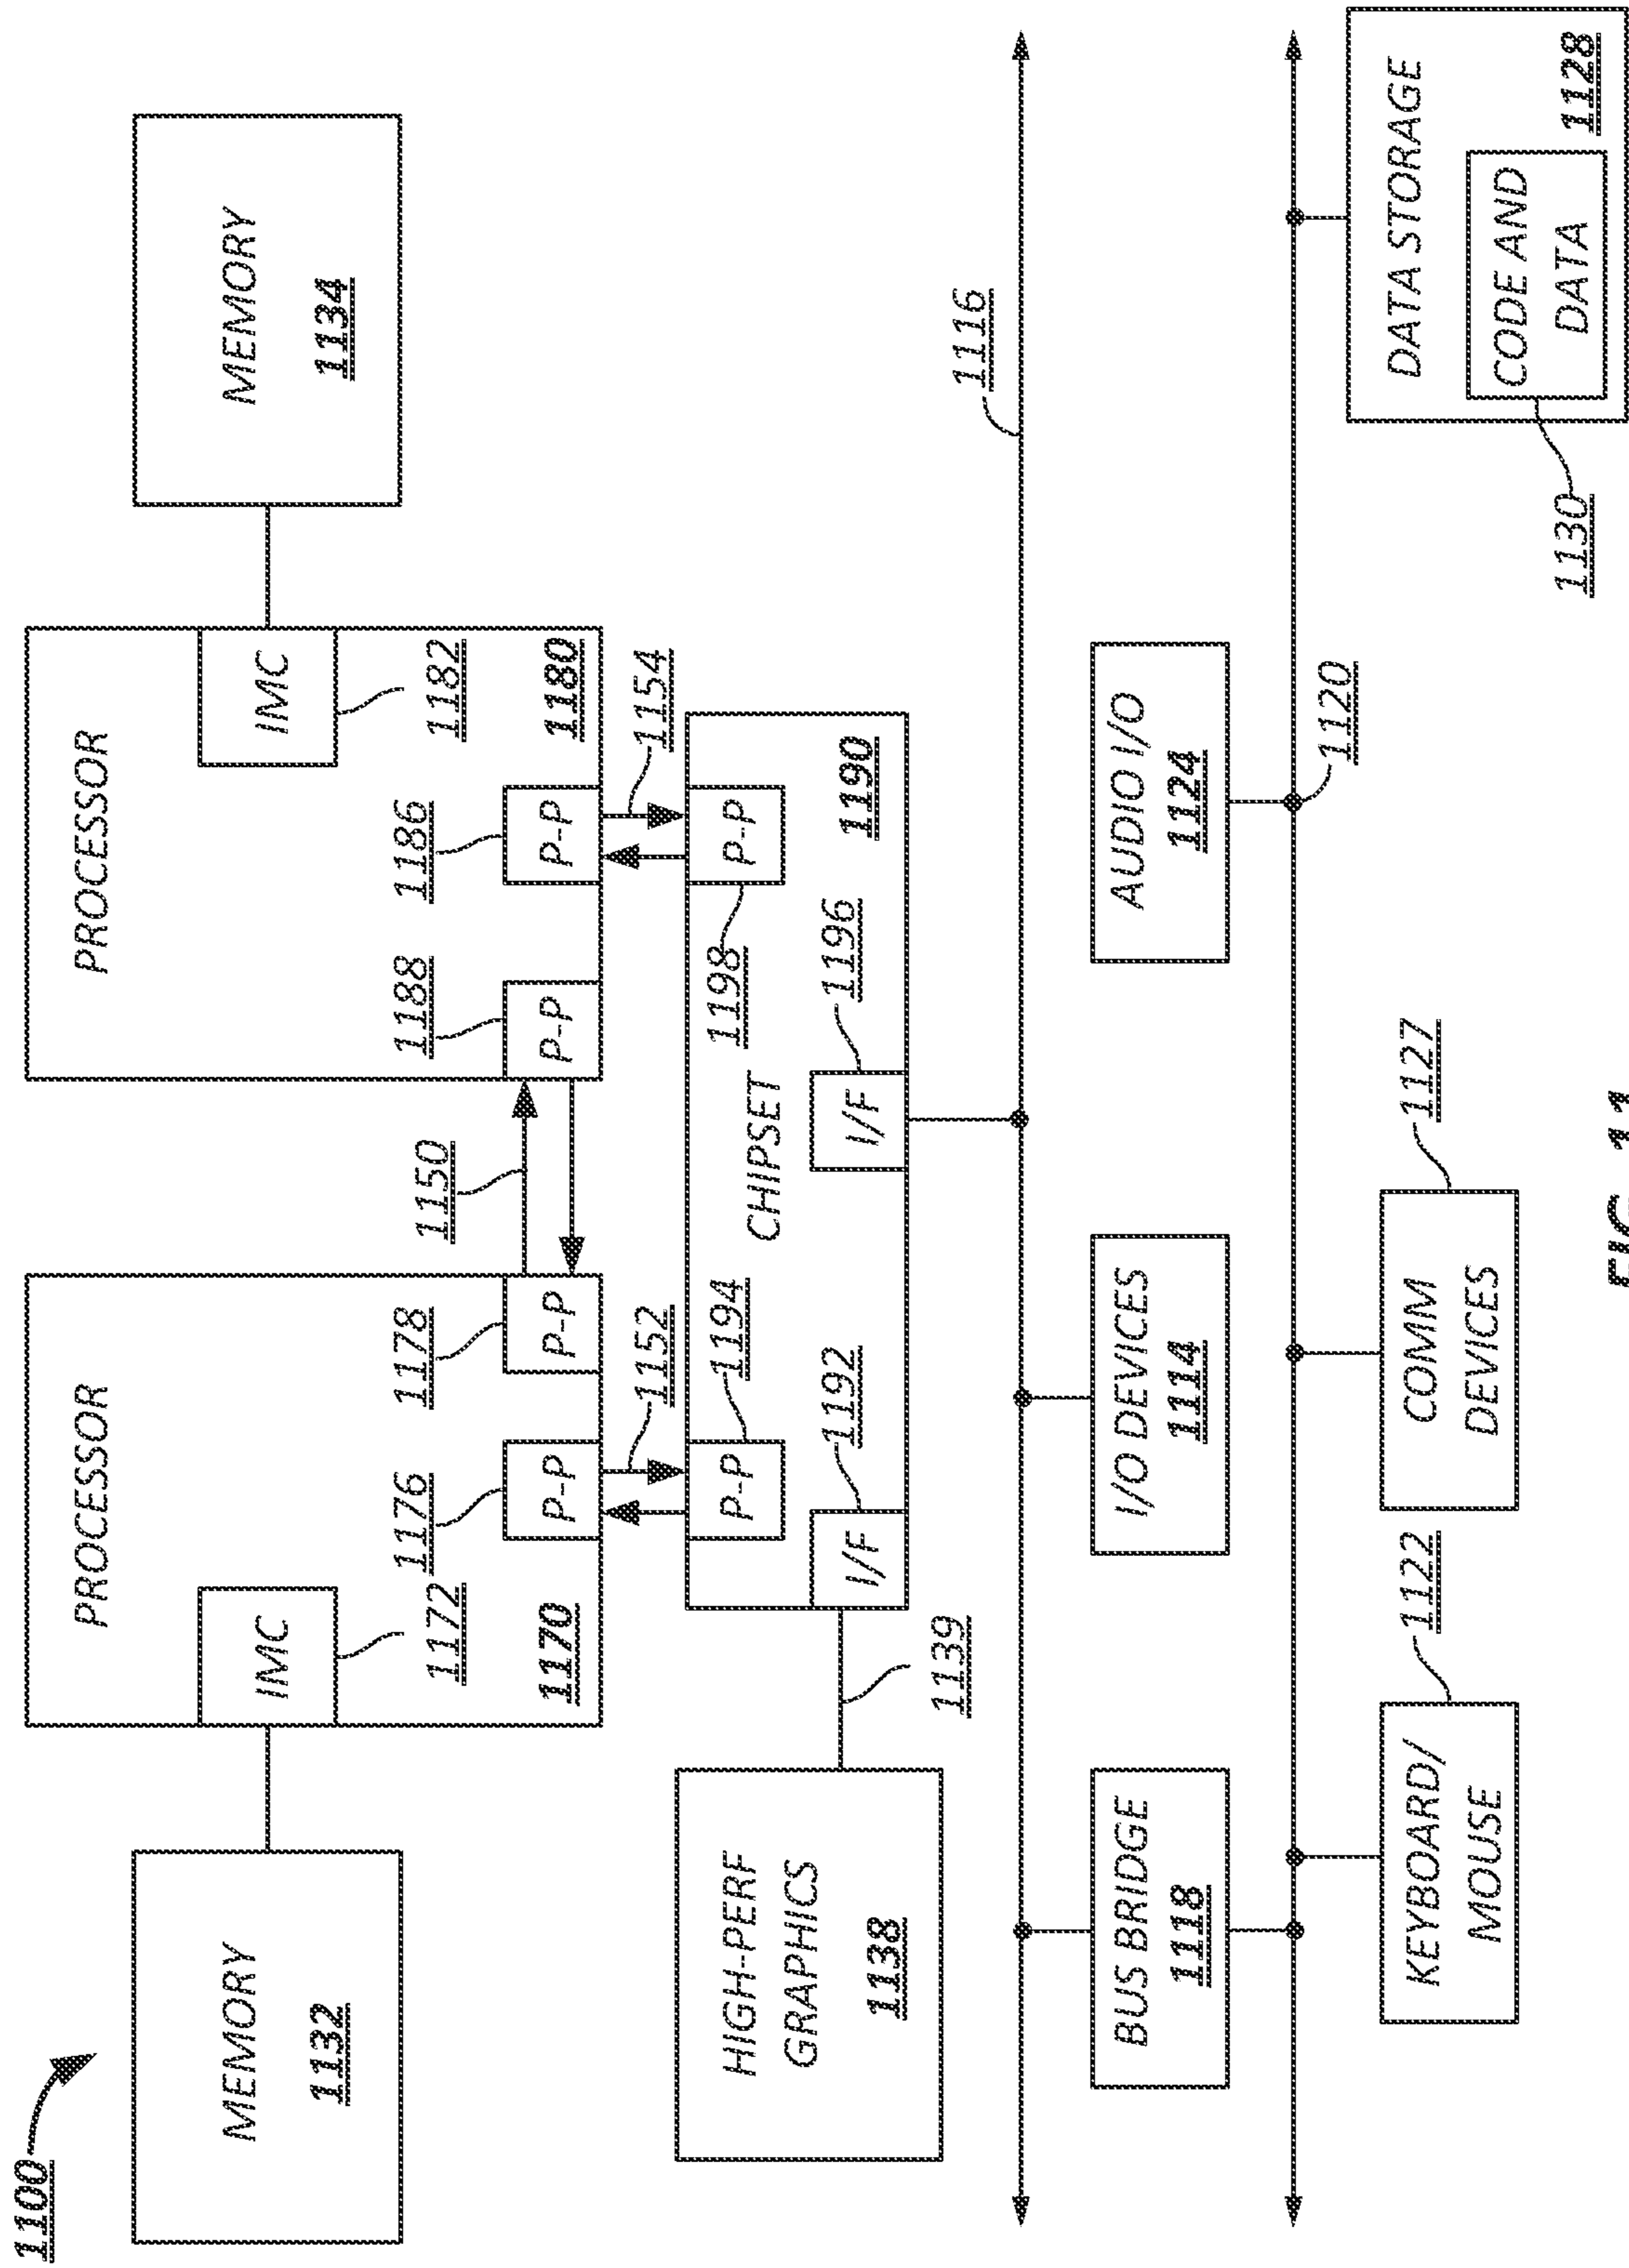 1100
PROCESSOR
PROCESSOR
MEMORY
1132
IMC
1172
1170
1176
P-P
1178
P-P
1150
1188
P-P
1186
P-P
IMC
1182
1180
MEMORY
1134
1152
1154
HIGH-PERF
GRAPHICS
1138
1139
P-P
1194
CHIPSET
1198
P-P
1190
I/F
1192
I/F
1196
1116
BUS BRIDGE
1118
I/O DEVICES
1114
AUDIO I/O
1124
1120
KEYBOARD/
MOUSE
1122
COMM
DEVICES
1127
DATA STORAGE
CODE AND
DATA
1128
1130
FIG. 11